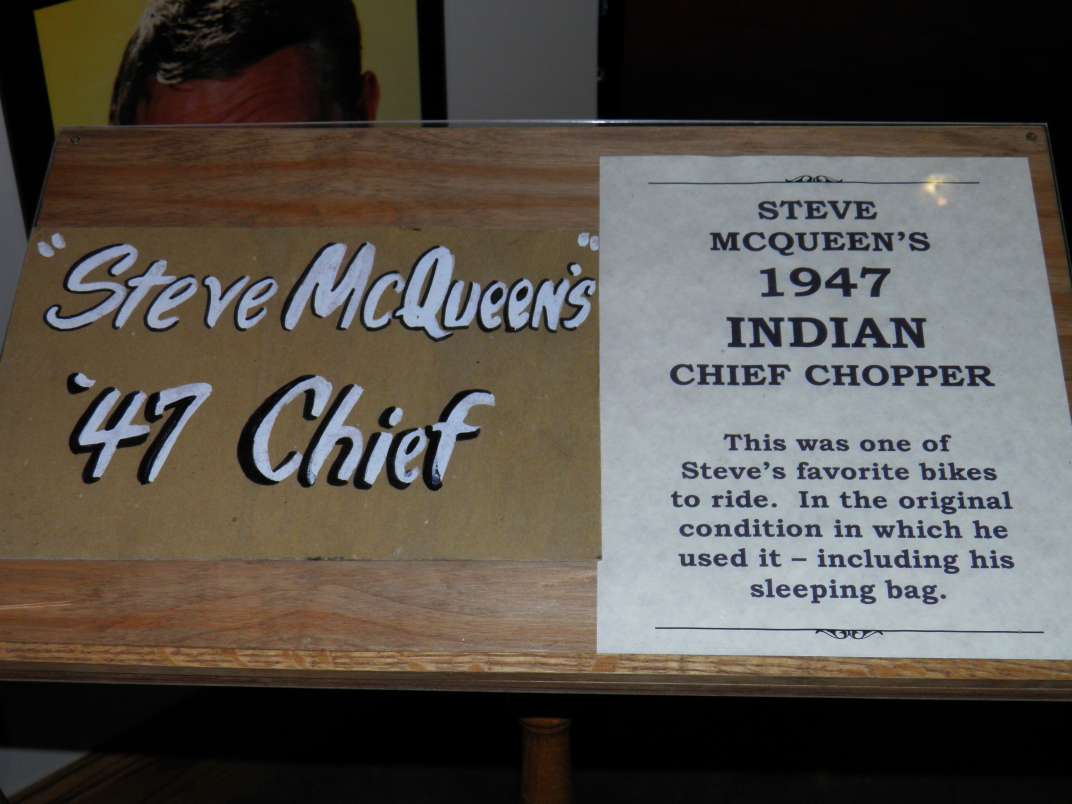 "Steve McQueen's"
'47 Chief
STEVE
MCQUEEN'S
1947
INDIAN
CHIEF CHOPPER
This was one of
Steve's favorite bikes
to ride. In the original
condition in which he
used it – including his
sleeping bag.